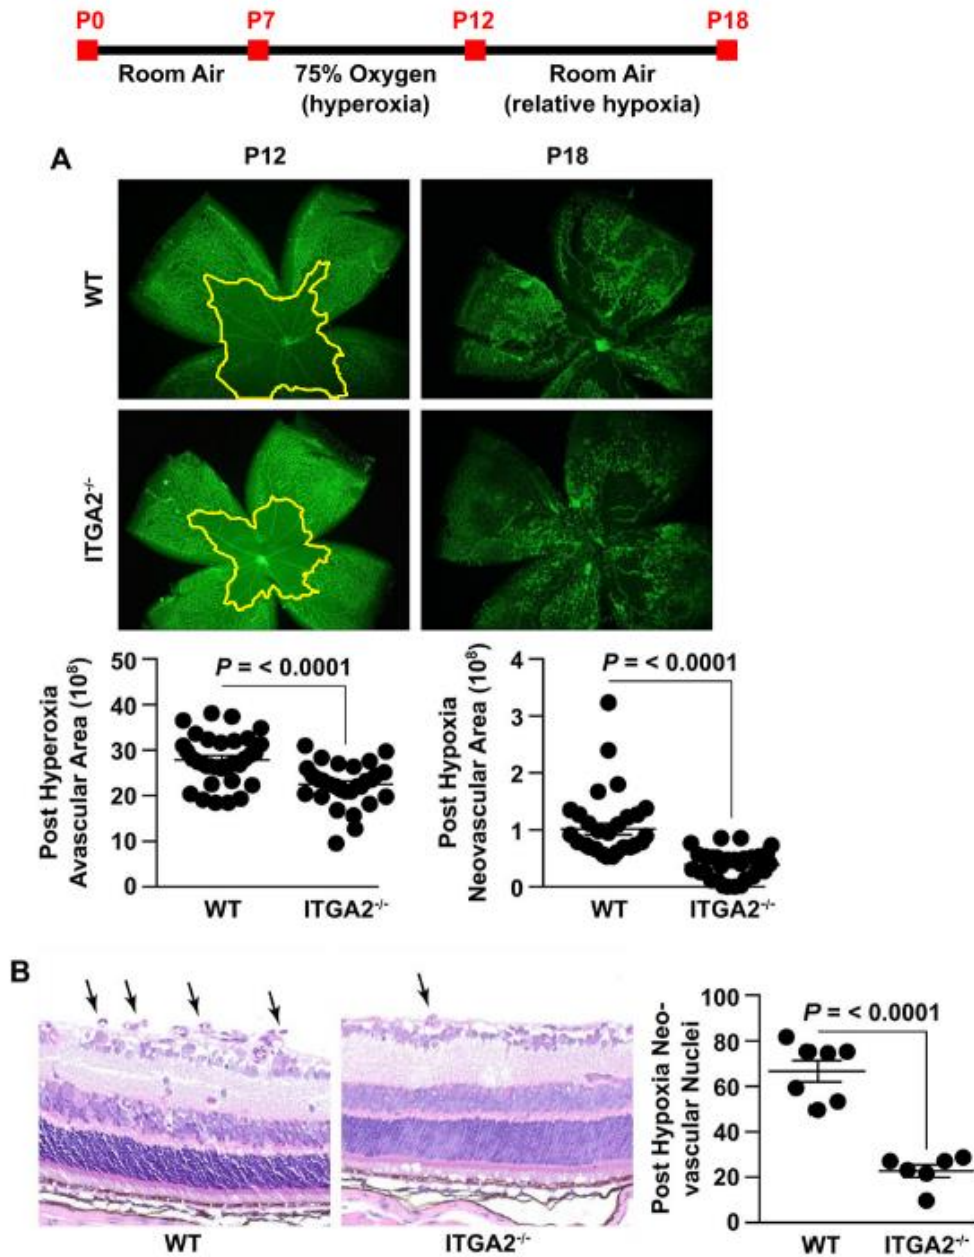 P0 P7 P12 P18
Room Air 75% Oxygen Room Air
(hyperoxia) (relative hypoxia)
A P12 P18
WT
ITGA2-/-
Post Hyperoxia
Avascular Area (10⁸)
50
40
30
20
10
0
P = < 0.0001
WT ITGA2-/-
Post Hypoxia
Neovascular Area (10⁸)
4
3
2
1
0
P = < 0.0001
WT ITGA2-/-
B
WT ITGA2-/-
Post Hypoxia Neo-
vascular Nuclei
100
80
60
40
20
0
P = < 0.0001
WT ITGA2-/-